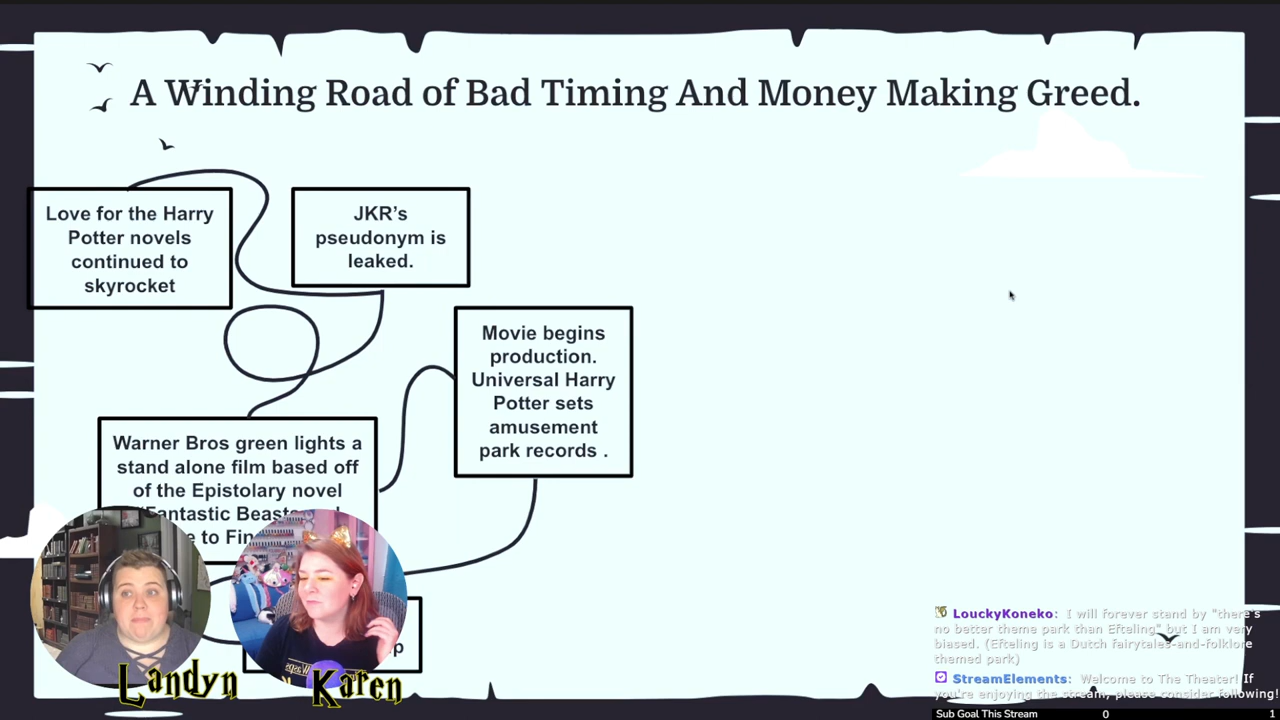 A Winding Road of Bad Timing And Money Making Greed.
Love for the Harry
Potter novels
continued to
skyrocket
JKR's
pseudonym is
leaked.
Movie begins
production.
Universal Harry
Potter sets
amusement
park records .
Warner Bros green lights a
stand alone film based off
of the Epistolary novel
Fantastic Beasts
to Fin
Landyn
Karen
LouckyKoneko: I will forever stand by "there's
no better theme park than Efteling" but I am very
biased. (Efteling is a Dutch fairytales-and-folklore
themed park)
StreamElements: Welcome to The Theater! If
you're enjoying the stream, please consider following!
Sub Goal This Stream 0 1